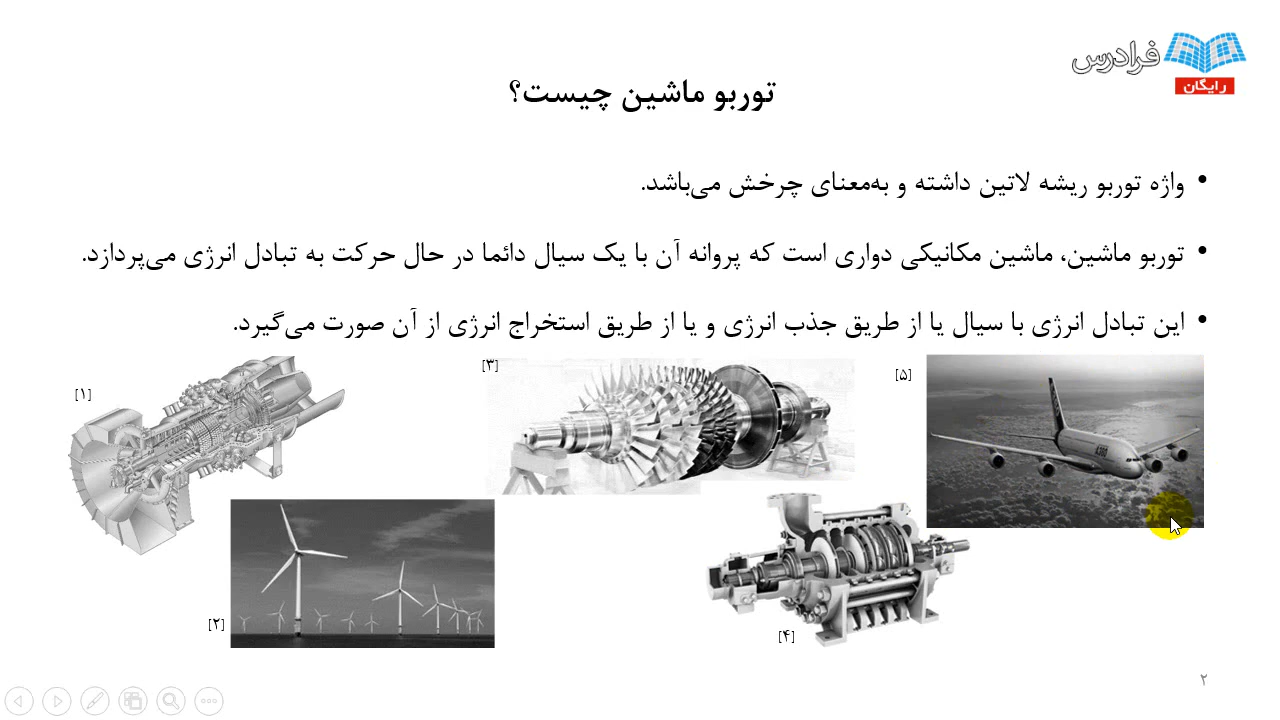 فرادرس
رایگان
توربو ماشین چیست؟
• واژه توربو ریشه لاتین داشته و به‌معنای چرخش می‌باشد.
• توربو ماشین، ماشین مکانیکی دواری است که پروانه آن با یک سیال دائما در حال حرکت به تبادل انرژی می‌پردازد.
• این تبادل انرژی با سیال یا از طریق جذب انرژی و یا از طریق استخراج انرژی از آن صورت می‌گیرد.
[۵]
[۳]
[۱]
A380
[۲]
[۴]
۲